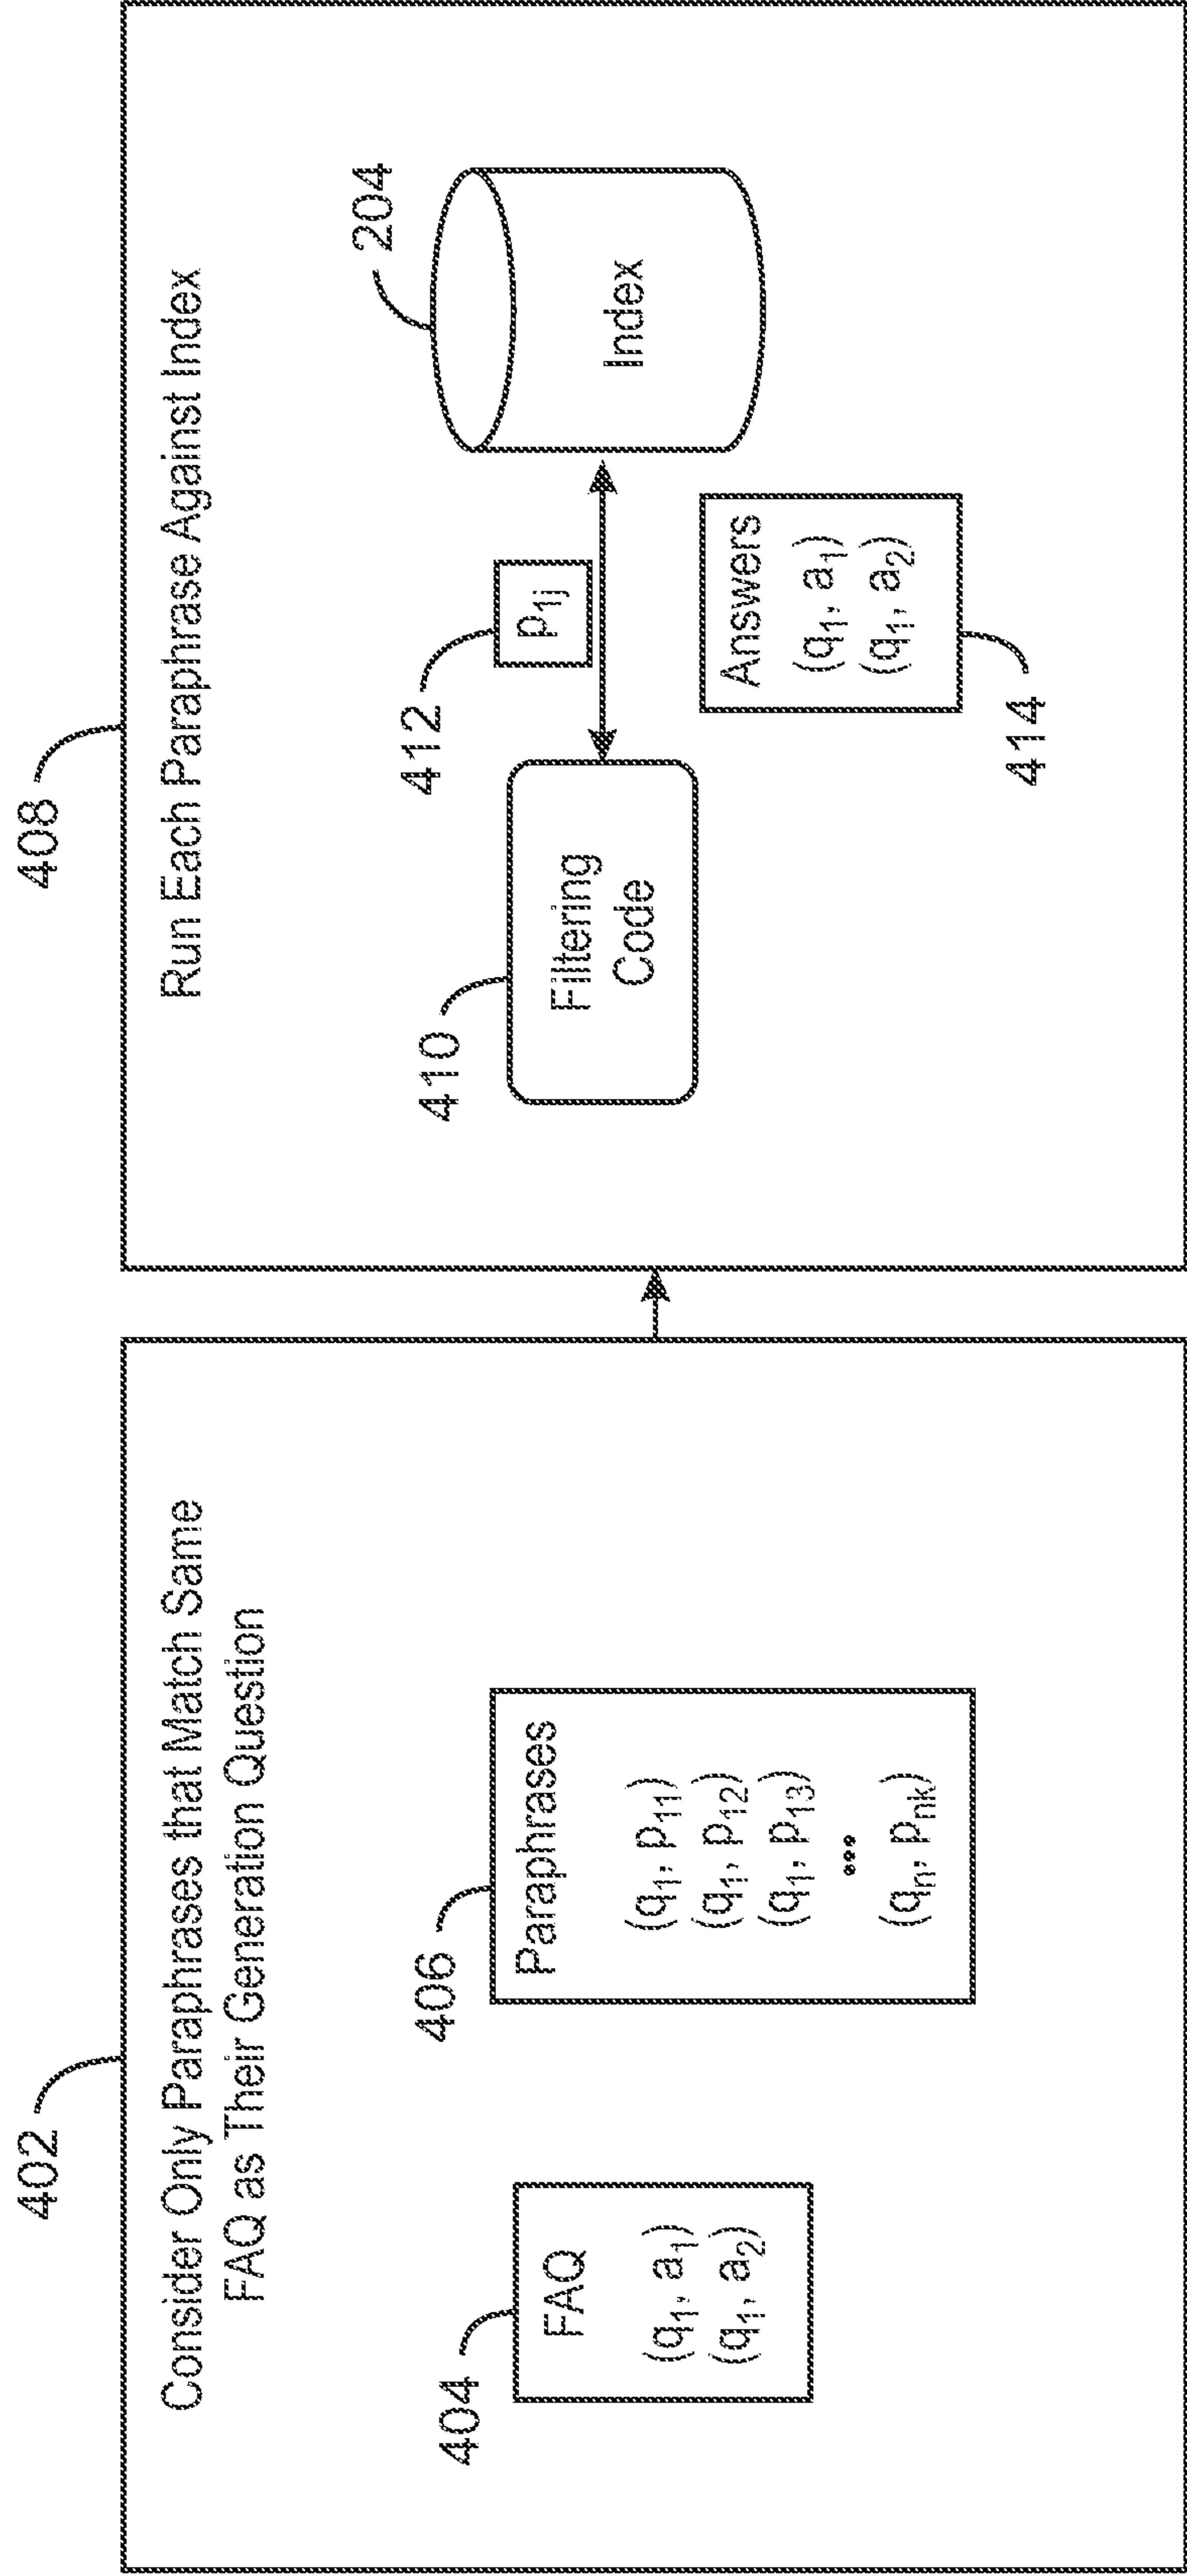 402
Consider Only Paraphrases that Match Same
FAQ as Their Generation Question
404
FAQ
(q₁, a₁)
(q₁, a₂)
406
Paraphrases
(q₁, p₁₁)
(q₁, p₁₂)
(q₁, p₁₃)
•••
(qₙ, pₙₖ)
408
Run Each Paraphrase Against Index
410
Filtering
Code
412
p₁ⱼ
204
Index
Answers
(q₁, a₁)
(q₁, a₂)
414